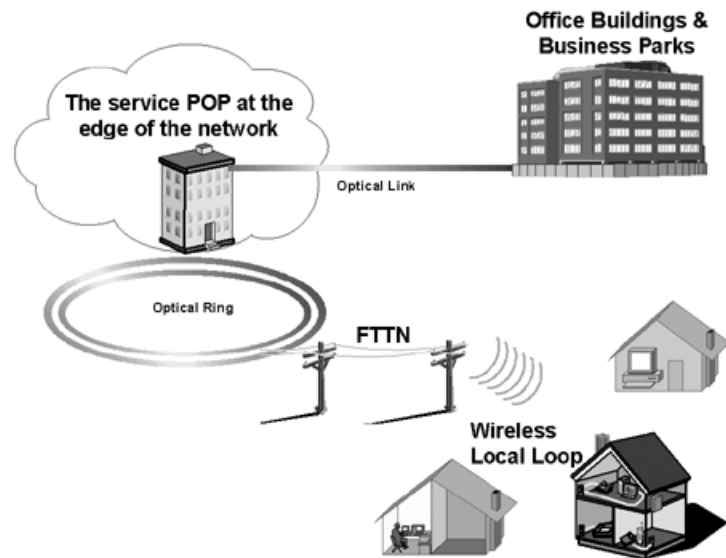 Office Buildings &
Business Parks
The service POP at the
edge of the network
Optical Link
Optical Ring
FTTN
Wireless
Local Loop